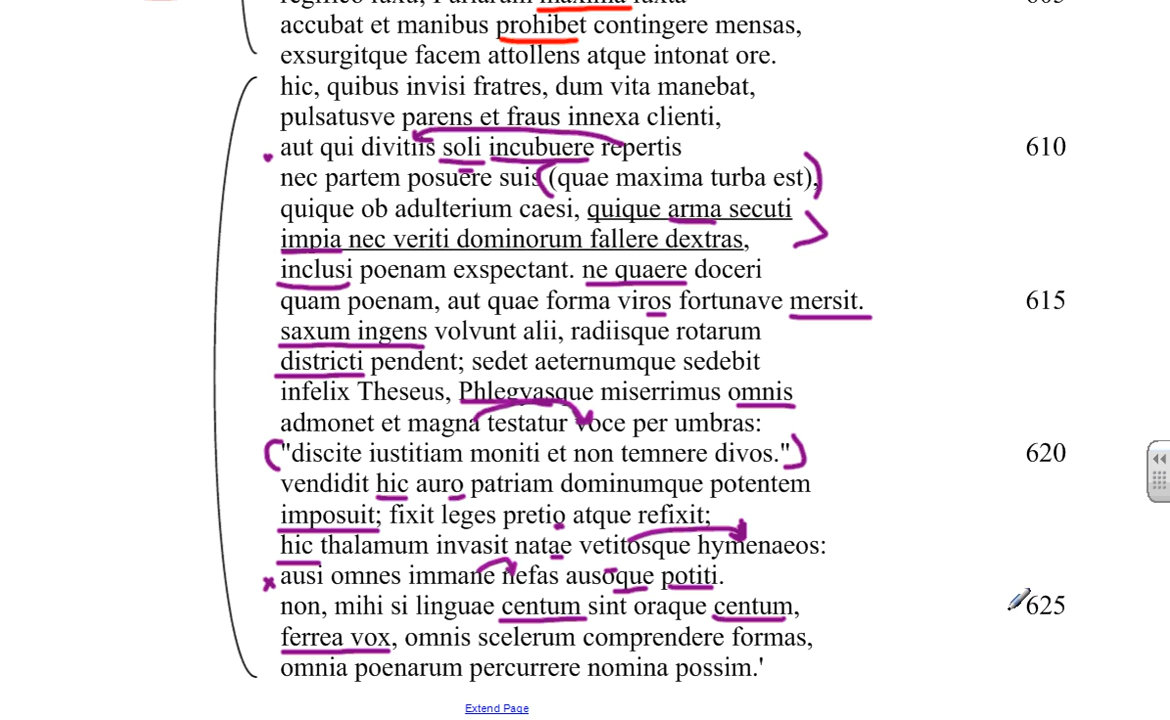 accubat et manibus prohibet contingere mensas,
exsurgitque facem attollens atque intonat ore.
hic, quibus invisi fratres, dum vita manebat,
pulsatusve parens et fraus innexa clienti,
aut qui divitiis soli incubuere repertis 610
nec partem posuere suis (quae maxima turba est),
quique ob adulterium caesi, quique arma secuti
impia nec veriti dominorum fallere dextras,
inclusi poenam exspectant. ne quaere doceri
quam poenam, aut quae forma viros fortunave mersit. 615
saxum ingens volvunt alii, radiisque rotarum
districti pendent; sedet aeternumque sedebit
infelix Theseus, Phlegyasque miserrimus omnis
admonet et magna testatur voce per umbras:
"discite iustitiam moniti et non temnere divos." 620
vendidit hic auro patriam dominumque potentem
imposuit; fixit leges pretio atque refixit;
hic thalamum invasit natae vetitosque hymenaeos:
ausi omnes immane nefas ausoque potiti.
non, mihi si linguae centum sint oraque centum, 625
ferrea vox, omnis scelerum comprendere formas,
omnia poenarum percurrere nomina possim.'
Extend Page